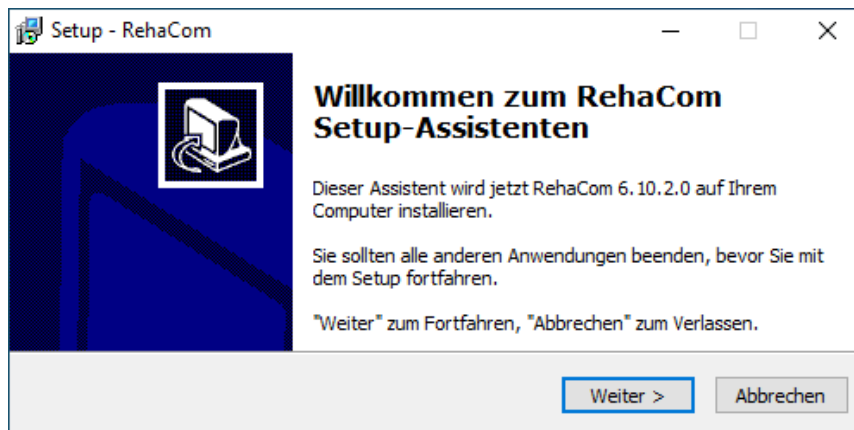 Setup - RehaCom
Willkommen zum RehaCom
Setup-Assistenten
Dieser Assistent wird jetzt RehaCom 6.10.2.0 auf Ihrem
Computer installieren.
Sie sollten alle anderen Anwendungen beenden, bevor Sie mit
dem Setup fortfahren.
"Weiter" zum Fortfahren, "Abbrechen" zum Verlassen.
Weiter >
Abbrechen